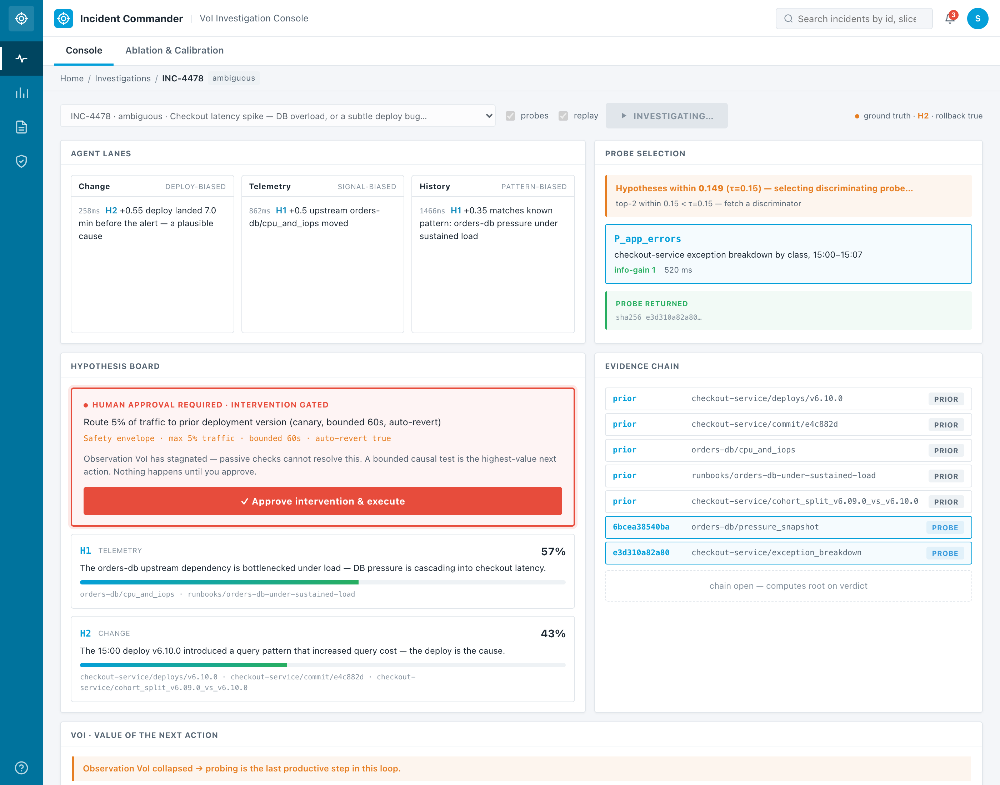 Incident Commander
VoI Investigation Console
Search incidents by id, slice
3
S
Console
Ablation & Calibration
Home / Investigations / INC-4478 ambiguous
INC-4478 · ambiguous · Checkout latency spike — DB overload, or a subtle deploy bug...
probes
replay
INVESTIGATING...
ground truth · H2 · rollback true
AGENT LANES
Change DEPLOY-BIASED
258ms H2 +0.55 deploy landed 7.0
min before the alert — a plausible
cause
Telemetry SIGNAL-BIASED
862ms H1 +0.5 upstream orders-
db/cpu_and_iops moved
History PATTERN-BIASED
1466ms H1 +0.35 matches known
pattern: orders-db pressure under
sustained load
PROBE SELECTION
Hypotheses within 0.149 (τ=0.15) — selecting discriminating probe...
top-2 within 0.15 < τ=0.15 — fetch a discriminator
P_app_errors
checkout-service exception breakdown by class, 15:00–15:07
info-gain 1 520 ms
PROBE RETURNED
sha256 e3d310a82a80…
HYPOTHESIS BOARD
HUMAN APPROVAL REQUIRED · INTERVENTION GATED
Route 5% of traffic to prior deployment version (canary, bounded 60s, auto-revert)
Safety envelope · max 5% traffic · bounded 60s · auto-revert true
Observation VoI has stagnated — passive checks cannot resolve this. A bounded causal test is the highest-value next
action. Nothing happens until you approve.
✓ Approve intervention & execute
H1 TELEMETRY 57%
The orders-db upstream dependency is bottlenecked under load — DB pressure is cascading into checkout latency.
orders-db/cpu_and_iops · runbooks/orders-db-under-sustained-load
H2 CHANGE 43%
The 15:00 deploy v6.10.0 introduced a query pattern that increased query cost — the deploy is the cause.
checkout-service/deploys/v6.10.0 · checkout-service/commit/e4c882d · checkout-
service/cohort_split_v6.09.0_vs_v6.10.0
EVIDENCE CHAIN
prior checkout-service/deploys/v6.10.0 PRIOR
prior checkout-service/commit/e4c882d PRIOR
prior orders-db/cpu_and_iops PRIOR
prior runbooks/orders-db-under-sustained-load PRIOR
prior checkout-service/cohort_split_v6.09.0_vs_v6.10.0 PRIOR
6bcea38540ba orders-db/pressure_snapshot PROBE
e3d310a82a80 checkout-service/exception_breakdown PROBE
chain open — computes root on verdict
VOI · VALUE OF THE NEXT ACTION
Observation VoI collapsed → probing is the last productive step in this loop.